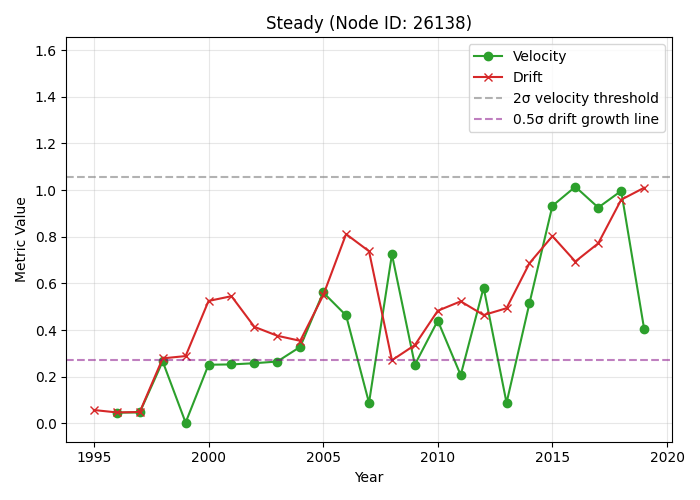 Steady (Node ID: 26138)
Velocity
Drift
2σ velocity threshold
0.5σ drift growth line
Metric Value
1.6
1.4
1.2
1.0
0.8
0.6
0.4
0.2
0.0
1995
2000
2005
2010
2015
2020
Year